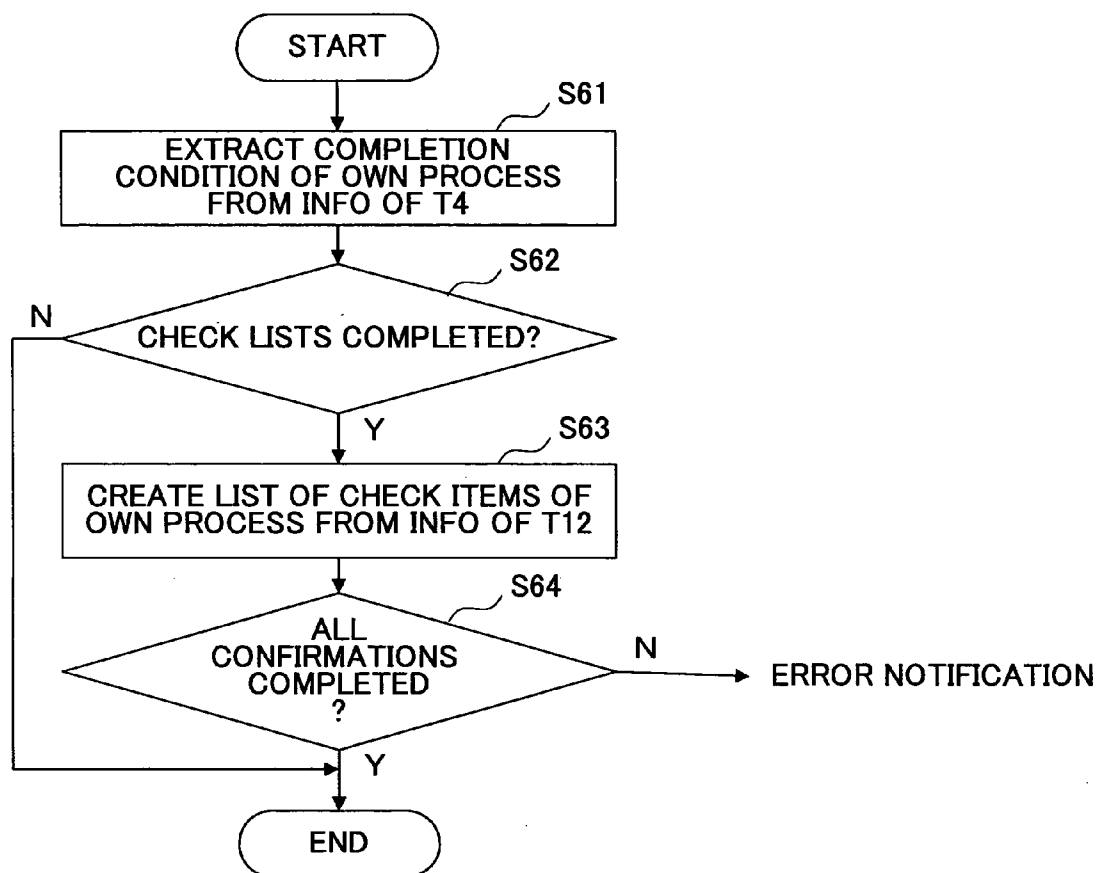 START
S61
EXTRACT COMPLETION
CONDITION OF OWN PROCESS
FROM INFO OF T4
S62
N
CHECK LISTS COMPLETED?
Y
S63
CREATE LIST OF CHECK ITEMS OF
OWN PROCESS FROM INFO OF T12
S64
ALL
CONFIRMATIONS
COMPLETED
?
N
ERROR NOTIFICATION
Y
END